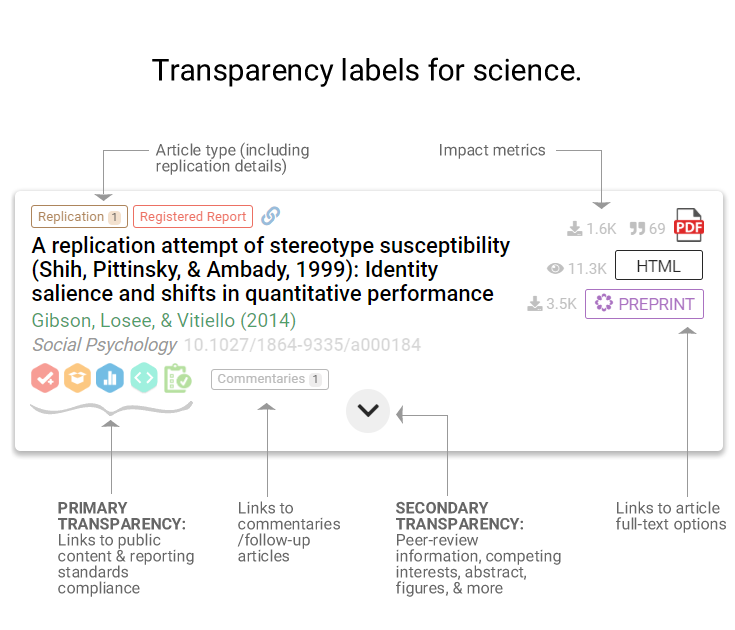 Transparency labels for science.
Article type (including
replication details)
Impact metrics
Replication 1
Registered Report
1.6K
69
PDF
A replication attempt of stereotype susceptibility
(Shih, Pittinsky, & Ambady, 1999): Identity
salience and shifts in quantitative performance
11.3K
HTML
3.5K
PREPRINT
Gibson, Losee, & Vitiello (2014)
Social Psychology 10.1027/1864-9335/a000184
Commentaries 1
PRIMARY
TRANSPARENCY:
Links to public
content & reporting
standards
compliance
Links to
commentaries
/follow-up
articles
SECONDARY
TRANSPARENCY:
Peer-review
information, competing
interests, abstract,
figures, & more
Links to article
full-text options